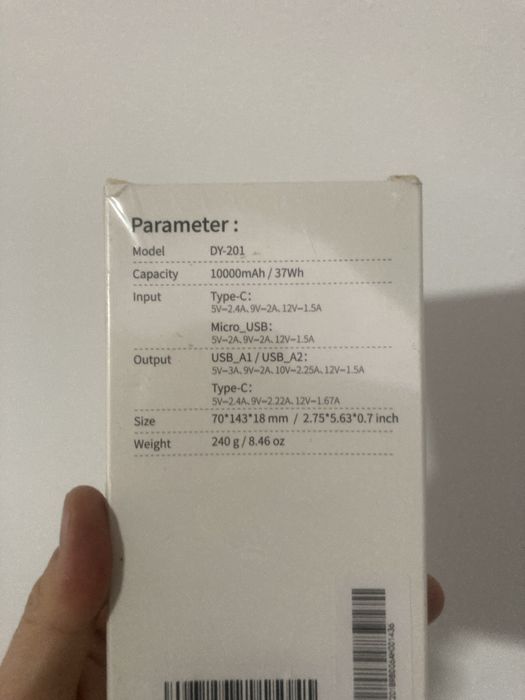 Parameter :
Model DY-201
Capacity 10000mAh / 37Wh
Input Type-C:
5V⎓2.4A、9V⎓2A、12V⎓1.5A
Micro_USB:
5V⎓2A、9V⎓2A、12V⎓1.5A
Output USB_A1 / USB_A2:
5V⎓3A、9V⎓2A、10V⎓2.25A、12V⎓1.5A
Type-C:
5V⎓2.4A、9V⎓2.22A、12V⎓1.67A
Size 70*143*18 mm / 2.75*5.63*0.7 inch
Weight 240 g / 8.46 oz